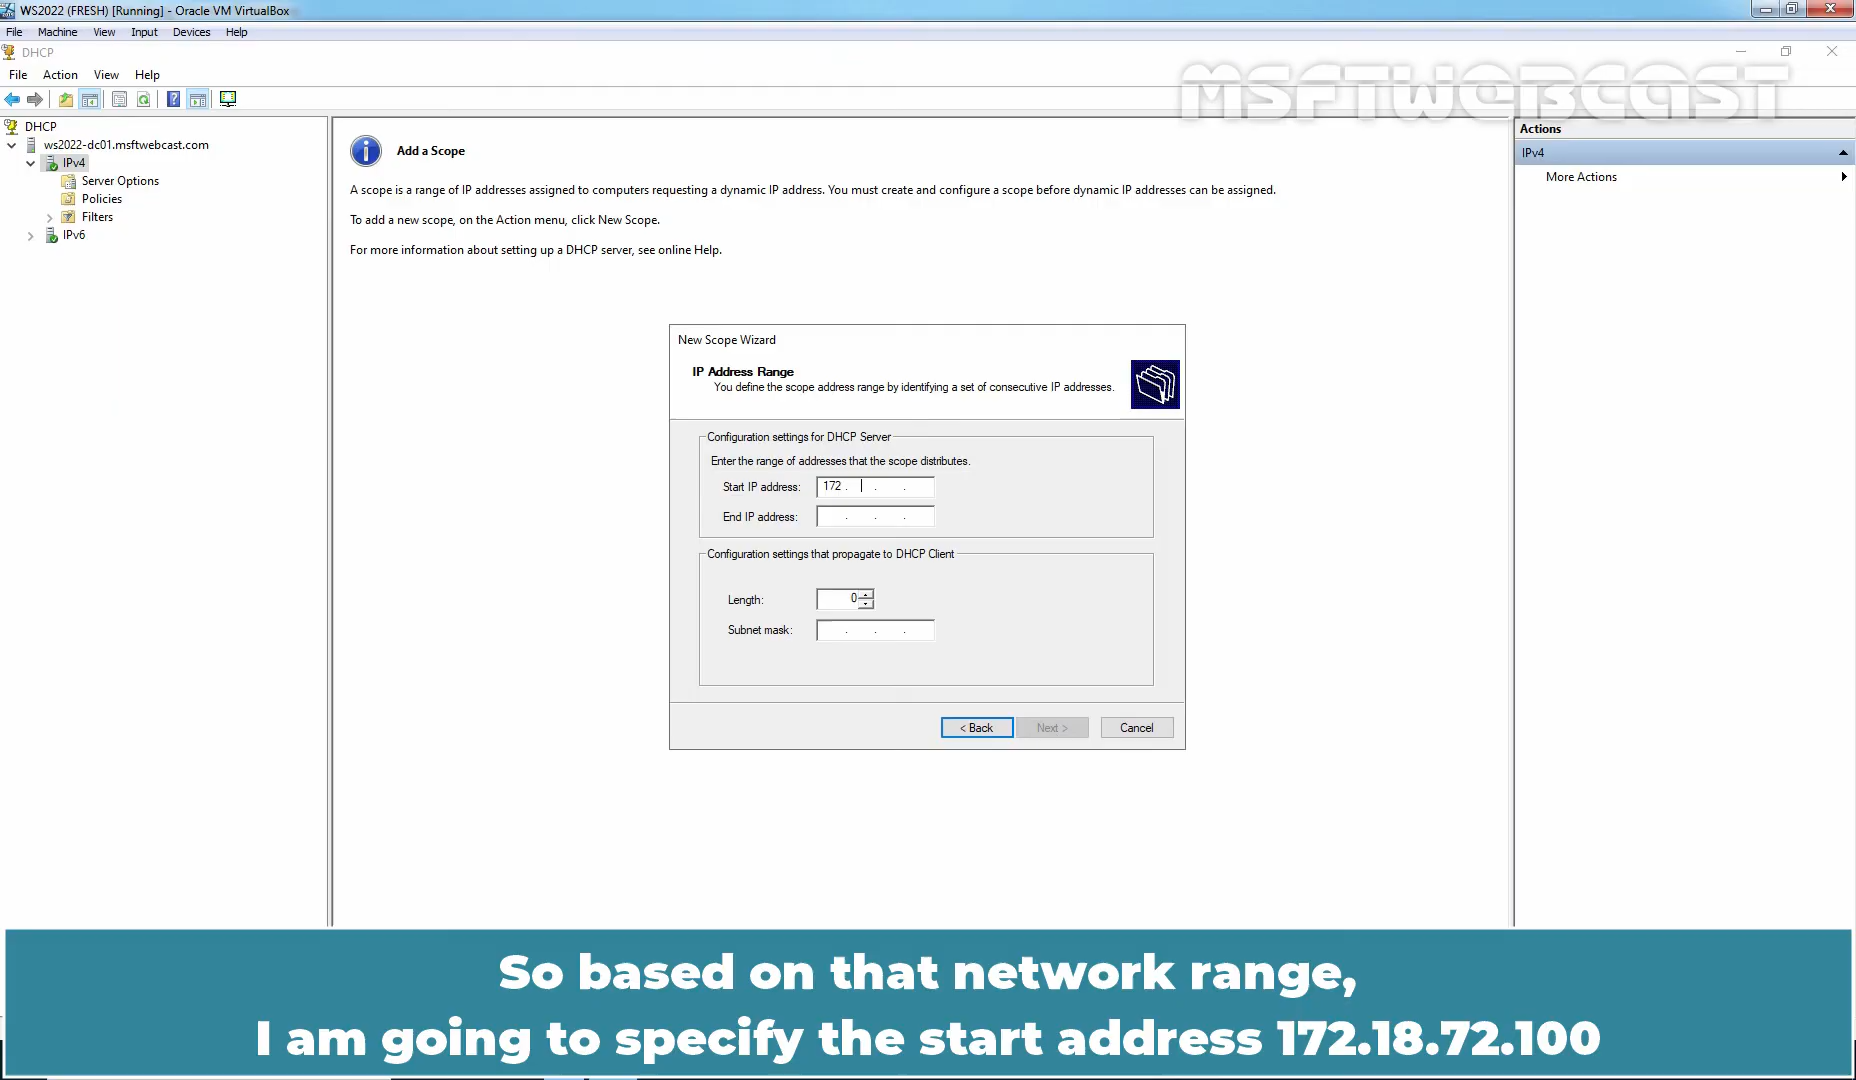 WS2022 (FRESH) [Running] - Oracle VM VirtualBox
File Machine View Input Devices Help
DHCP
File Action View Help
MSFTWEBCAST
DHCP
ws2022-dc01.msftwebcast.com
IPv4
Server Options
Policies
Filters
IPv6
Add a Scope
A scope is a range of IP addresses assigned to computers requesting a dynamic IP address. You must create and configure a scope before dynamic IP addresses can be assigned.
To add a new scope, on the Action menu, click New Scope.
For more information about setting up a DHCP server, see online Help.
Actions
IPv4
More Actions
New Scope Wizard
IP Address Range
You define the scope address range by identifying a set of consecutive IP addresses.
Configuration settings for DHCP Server
Enter the range of addresses that the scope distributes.
Start IP address: 172 . . .
End IP address: . . .
Configuration settings that propagate to DHCP Client
Length: 0
Subnet mask: . . .
< Back Next > Cancel
So based on that network range,
I am going to specify the start address 172.18.72.100